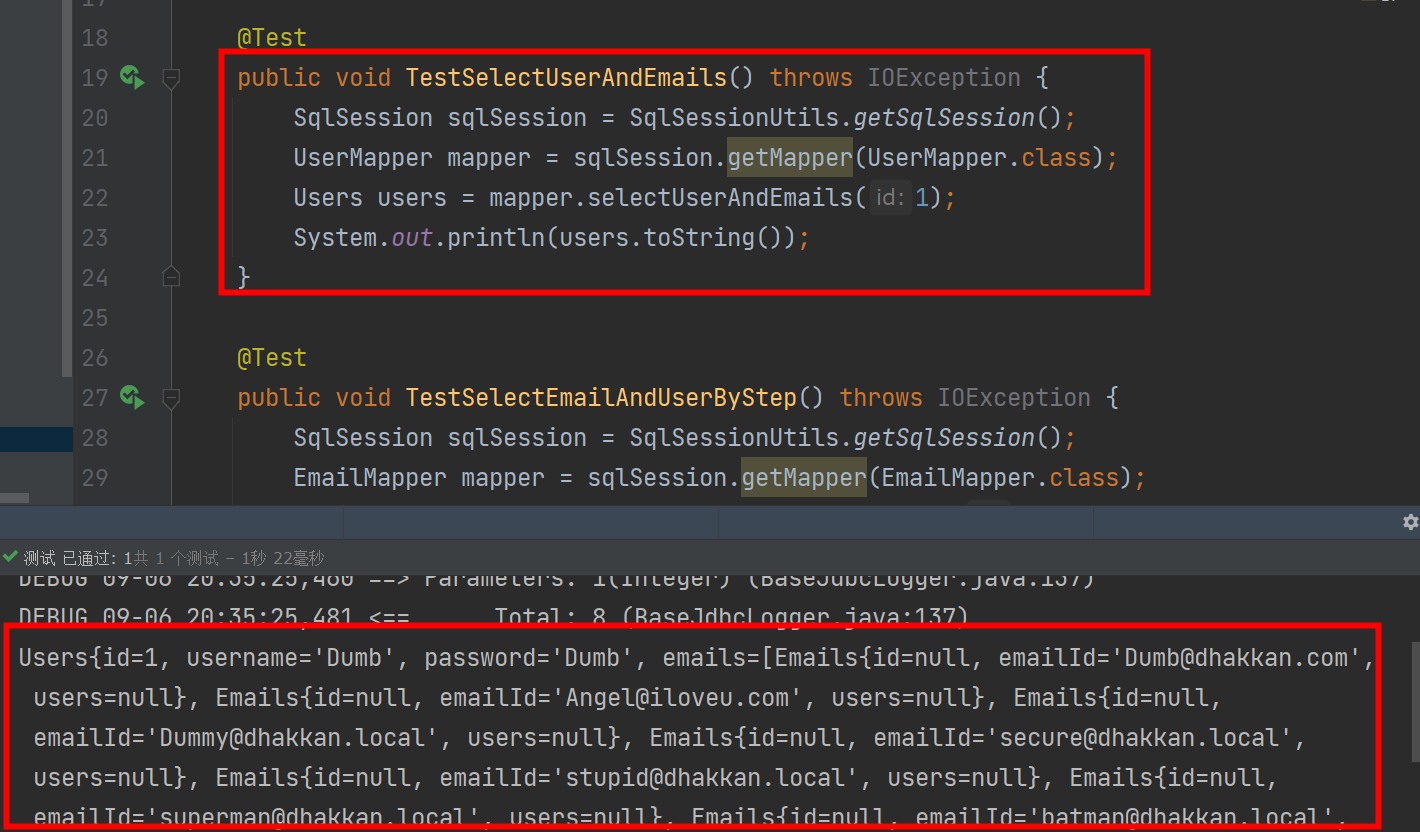 17
18 @Test
19 public void TestSelectUserAndEmails() throws IOException {
20 SqlSession sqlSession = SqlSessionUtils.getSqlSession();
21 UserMapper mapper = sqlSession.getMapper(UserMapper.class);
22 Users users = mapper.selectUserAndEmails( id: 1);
23 System.out.println(users.toString());
24 }
25
26 @Test
27 public void TestSelectEmailAndUserByStep() throws IOException {
28 SqlSession sqlSession = SqlSessionUtils.getSqlSession();
29 EmailMapper mapper = sqlSession.getMapper(EmailMapper.class);
测试 已通过: 1共 1 个测试 – 1秒 22毫秒
DEBUG 09-06 20:35:25,460 ==> Parameters: 1(Integer) (BaseJdbcLogger.java:137)
DEBUG 09-06 20:35:25,481 <==      Total: 8 (BaseJdbcLogger.java:137)
Users{id=1, username='Dumb', password='Dumb', emails=[Emails{id=null, emailId='Dumb@dhakkan.com',
users=null}, Emails{id=null, emailId='Angel@iloveu.com', users=null}, Emails{id=null,
emailId='Dummy@dhakkan.local', users=null}, Emails{id=null, emailId='secure@dhakkan.local',
users=null}, Emails{id=null, emailId='stupid@dhakkan.local', users=null}, Emails{id=null,
emailId='superman@dhakkan.local', users=null}, Emails{id=null, emailId='batman@dhakkan.local',